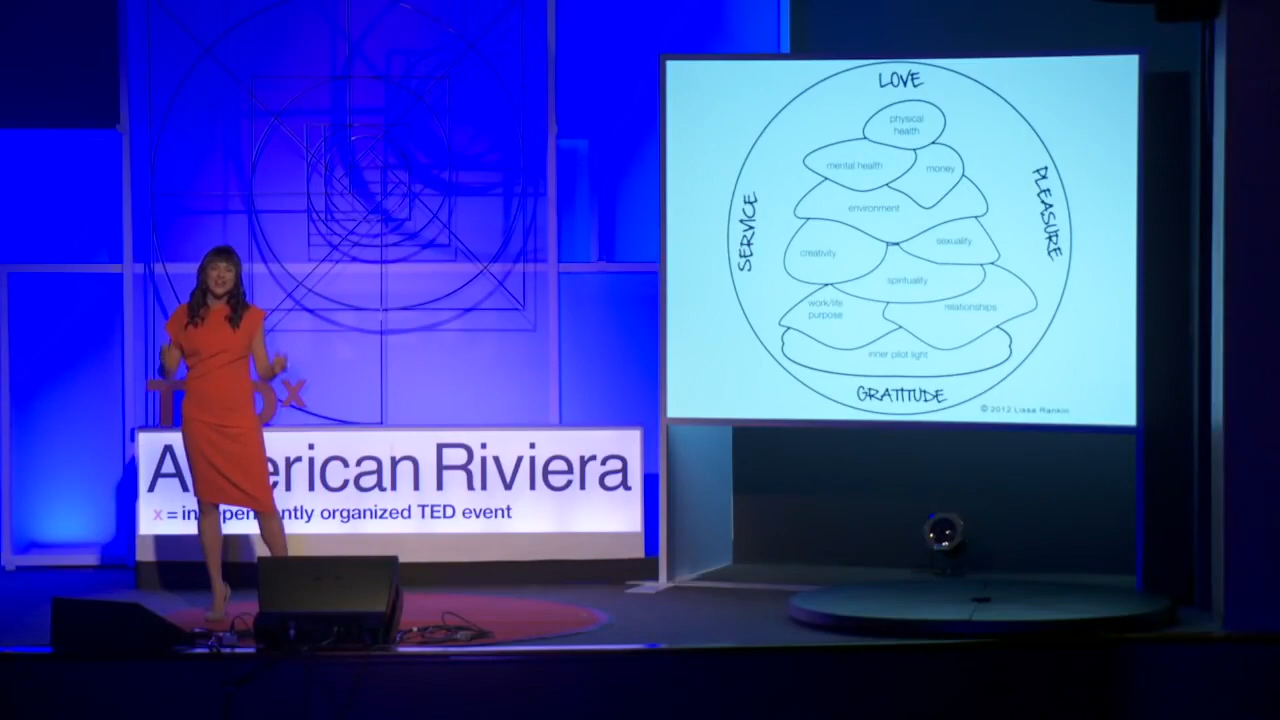 LOVE
physical
health
mental health
money
environment
SERVICE
PLEASURE
creativity
sexuality
spirituality
work/life
purpose
relationships
inner pilot light
GRATITUDE
© 2012 Lissa Rankin
x
American Riviera
x = independently organized TED event